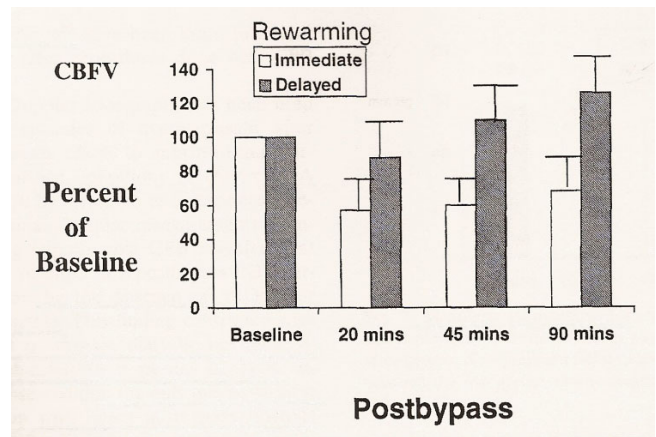 Rewarming
Immediate
Delayed
CBFV
Percent
of
Baseline
140
120
100
80
60
40
20
0
Baseline 20 mins 45 mins 90 mins
Postbypass